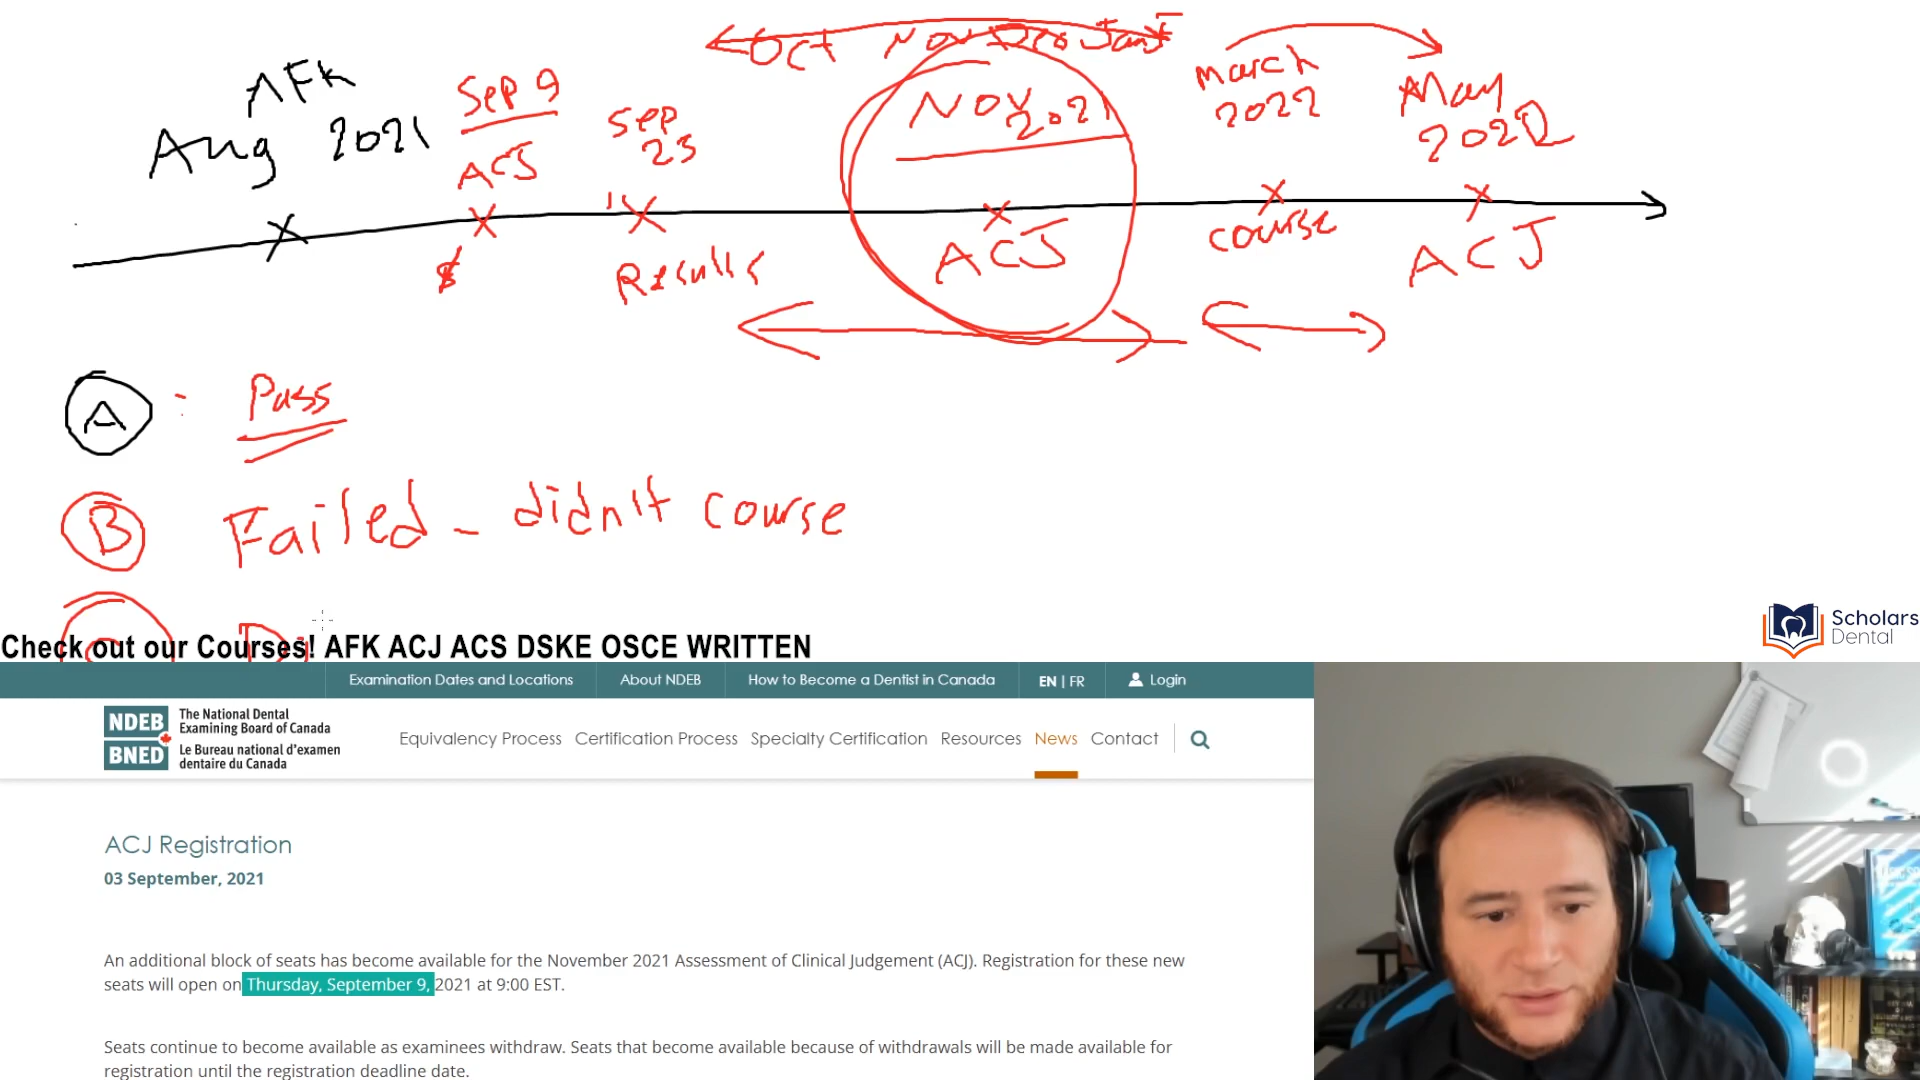 Oct Nov Dec Jan
AFK
Aug 2021
Sep 9
ACJ
Sep
23
Nov
2021
March
2022
May
2022
$
Results
ACJ
course
ACJ
A : Pass
B Failed - didn't course
Check out our Courses! AFK ACJ ACS DSKE OSCE WRITTEN
Scholars
Dental
Examination Dates and Locations About NDEB How to Become a Dentist in Canada EN | FR Login
NDEB
BNED
The National Dental
Examining Board of Canada
Le Bureau national d'examen
dentaire du Canada
Equivalency Process Certification Process Specialty Certification Resources News Contact
ACJ Registration
03 September, 2021
An additional block of seats has become available for the November 2021 Assessment of Clinical Judgement (ACJ). Registration for these new
seats will open on Thursday, September 9, 2021 at 9:00 EST.
Seats continue to become available as examinees withdraw. Seats that become available because of withdrawals will be made available for
registration until the registration deadline date.